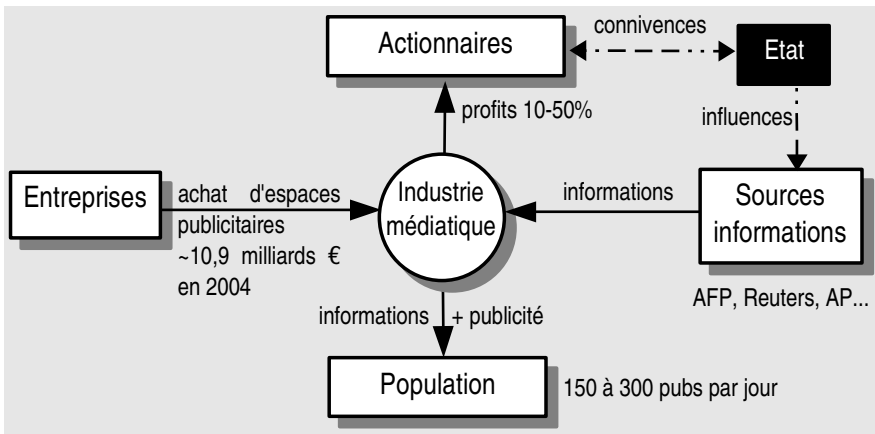 connivences
Actionnaires
Etat
profits 10-50%
influences
Entreprises
achat d'espaces
publicitaires
~10,9 milliards €
en 2004
Industrie
médiatique
informations
Sources
informations
AFP, Reuters, AP...
informations + publicité
Population
150 à 300 pubs par jour